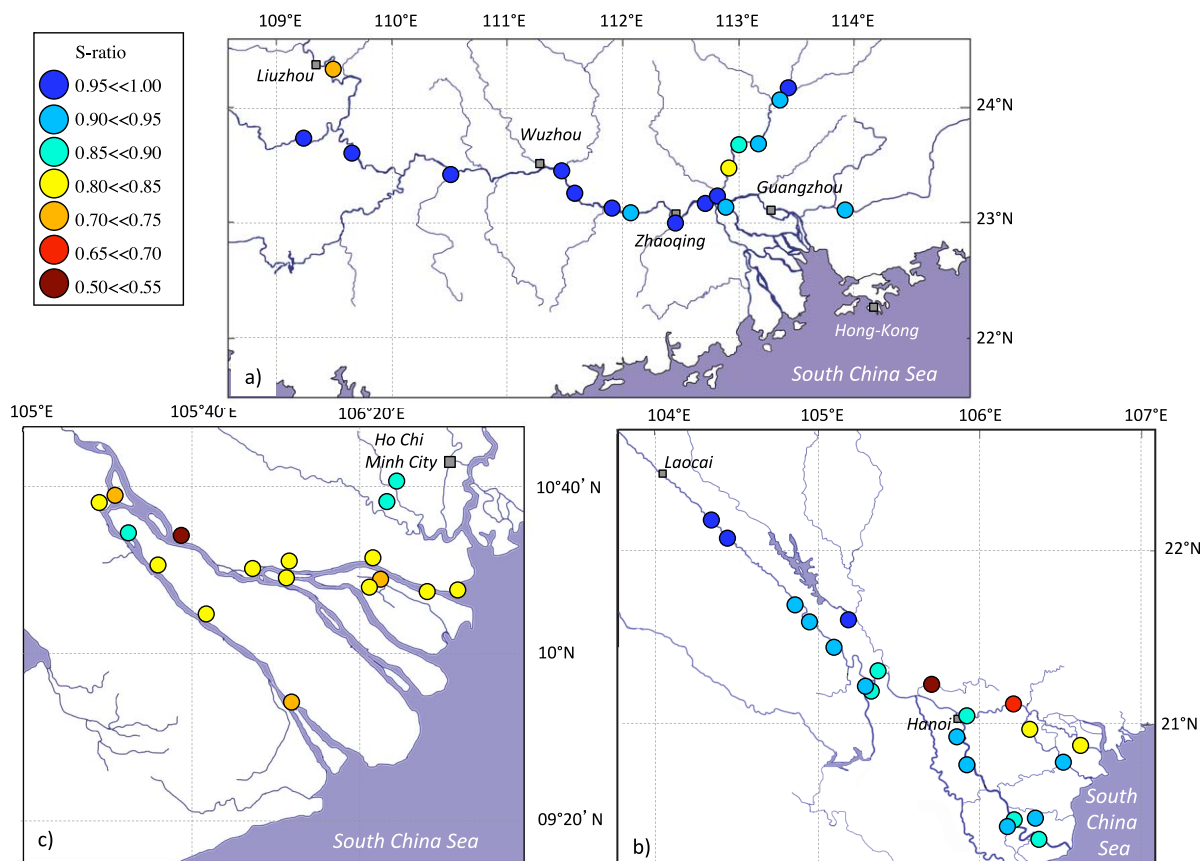 109°E 110°E 111°E 112°E 113°E 114°E
S-ratio
0.95<<1.00
0.90<<0.95
0.85<<0.90
0.80<<0.85
0.70<<0.75
0.65<<0.70
0.50<<0.55
Liuzhou
Wuzhou
Guangzhou
Zhaoqing
Hong-Kong
South China Sea
24°N
23°N
22°N
a)
105°E 105°40'E 106°20'E
Ho Chi
Minh City
10°40' N
10°N
09°20' N
South China Sea
c)
104°E 105°E 106°E 107°E
Laocai
22°N
Hanoi
21°N
South
China
Sea
b)